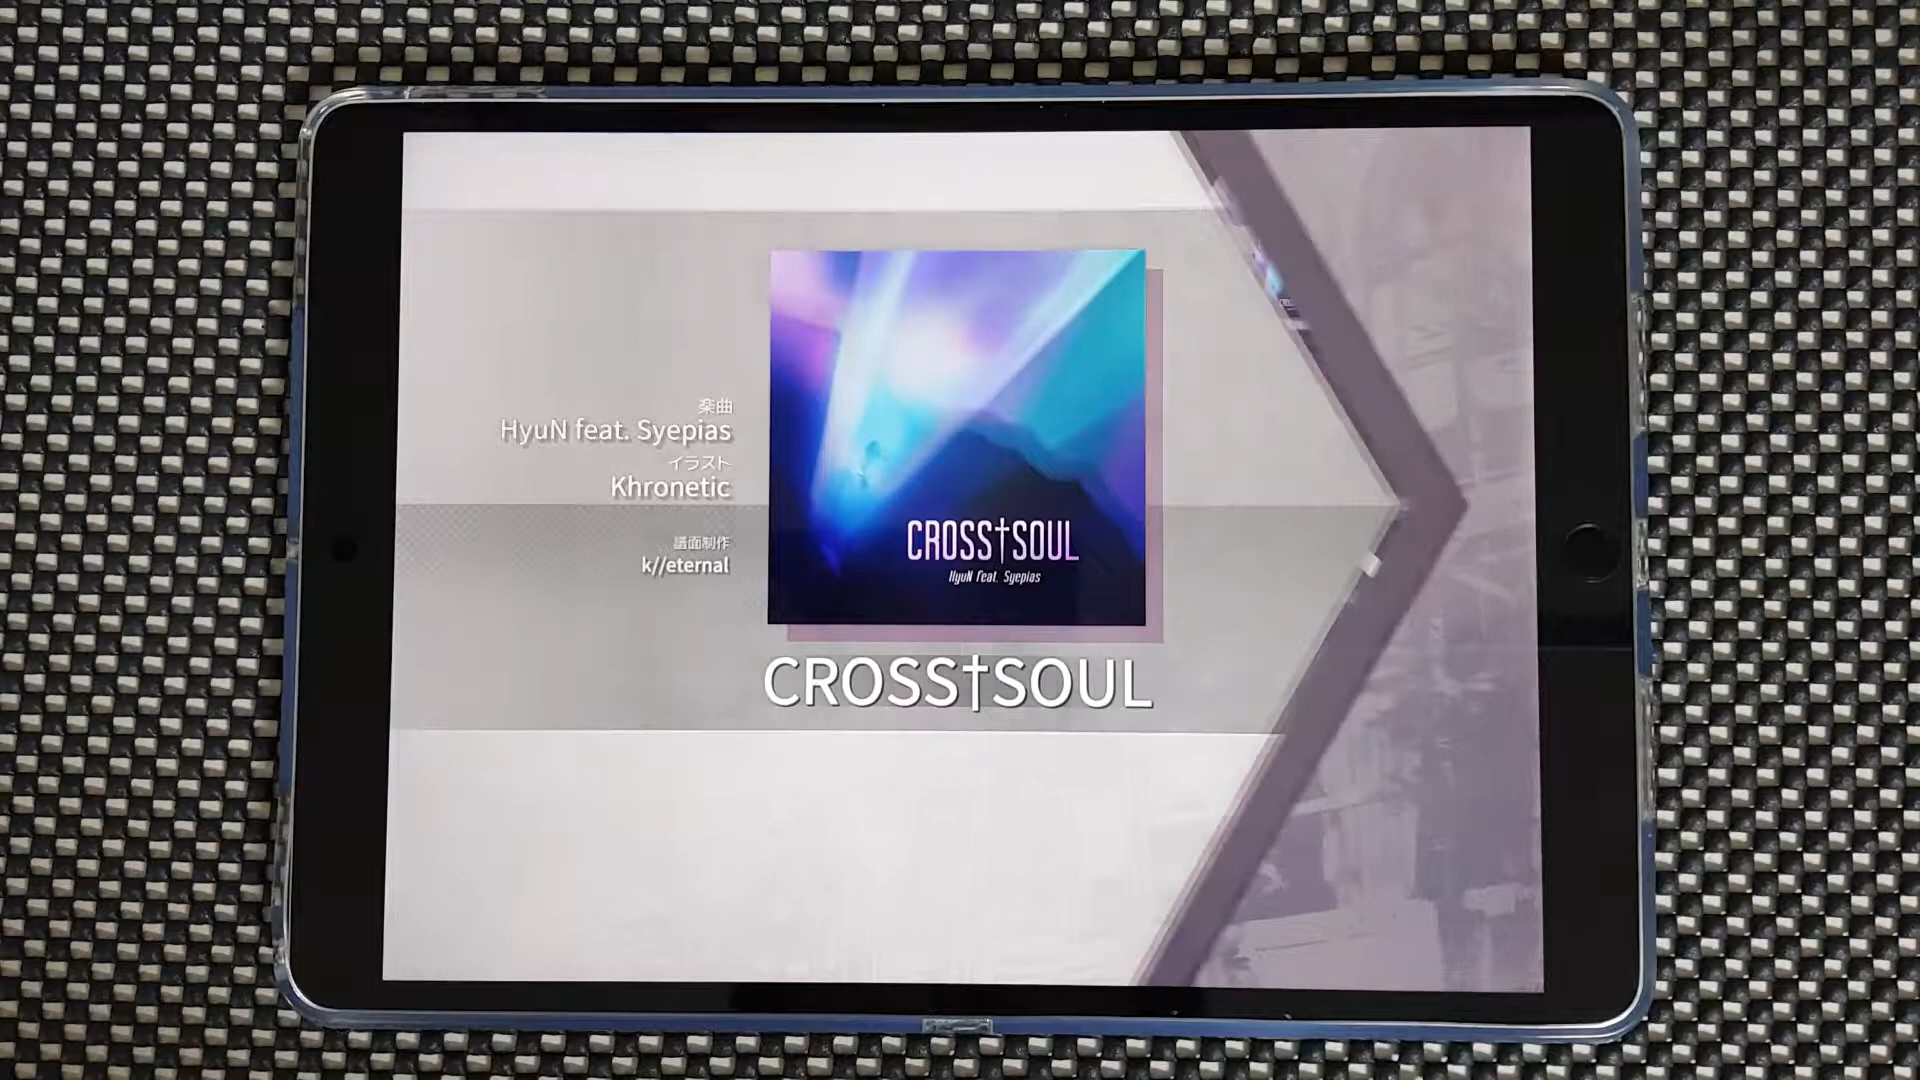 楽曲
HyuN feat. Syepias
イラスト
Khronetic
譜面制作
k//eternal
CROSS†SOUL
HyuN feat. Syepias
CROSS†SOUL